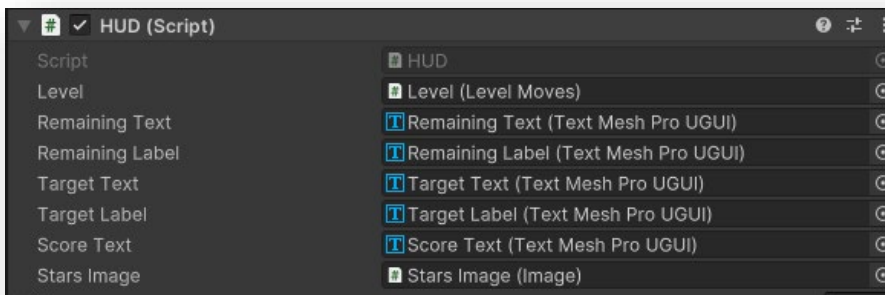 HUD (Script)
Script HUD
Level Level (Level Moves)
Remaining Text Remaining Text (Text Mesh Pro UGUI)
Remaining Label Remaining Label (Text Mesh Pro UGUI)
Target Text Target Text (Text Mesh Pro UGUI)
Target Label Target Label (Text Mesh Pro UGUI)
Score Text Score Text (Text Mesh Pro UGUI)
Stars Image Stars Image (Image)